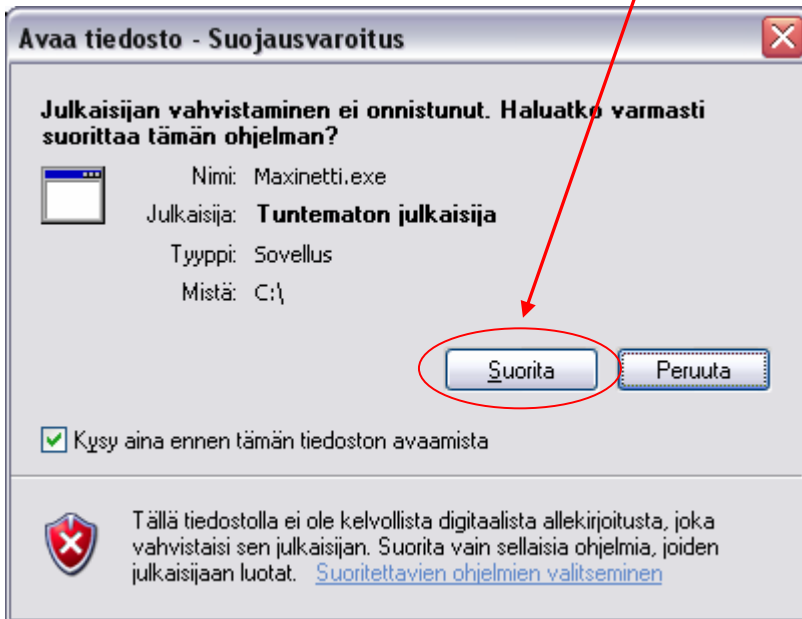 Avaa tiedosto - Suojausvaroitus
Julkaisijan vahvistaminen ei onnistunut. Haluatko varmasti
suorittaa tämän ohjelman?
Nimi: Maxinetti.exe
Julkaisija: Tuntematon julkaisija
Tyyppi: Sovellus
Mistä: C:\
Suorita Peruuta
Kysy aina ennen tämän tiedoston avaamista
Tällä tiedostolla ei ole kelvollista digitaalista allekirjoitusta, joka
vahvistaisi sen julkaisijan. Suorita vain sellaisia ohjelmia, joiden
julkaisijaan luotat. Suoritettavien ohjelmien valitseminen